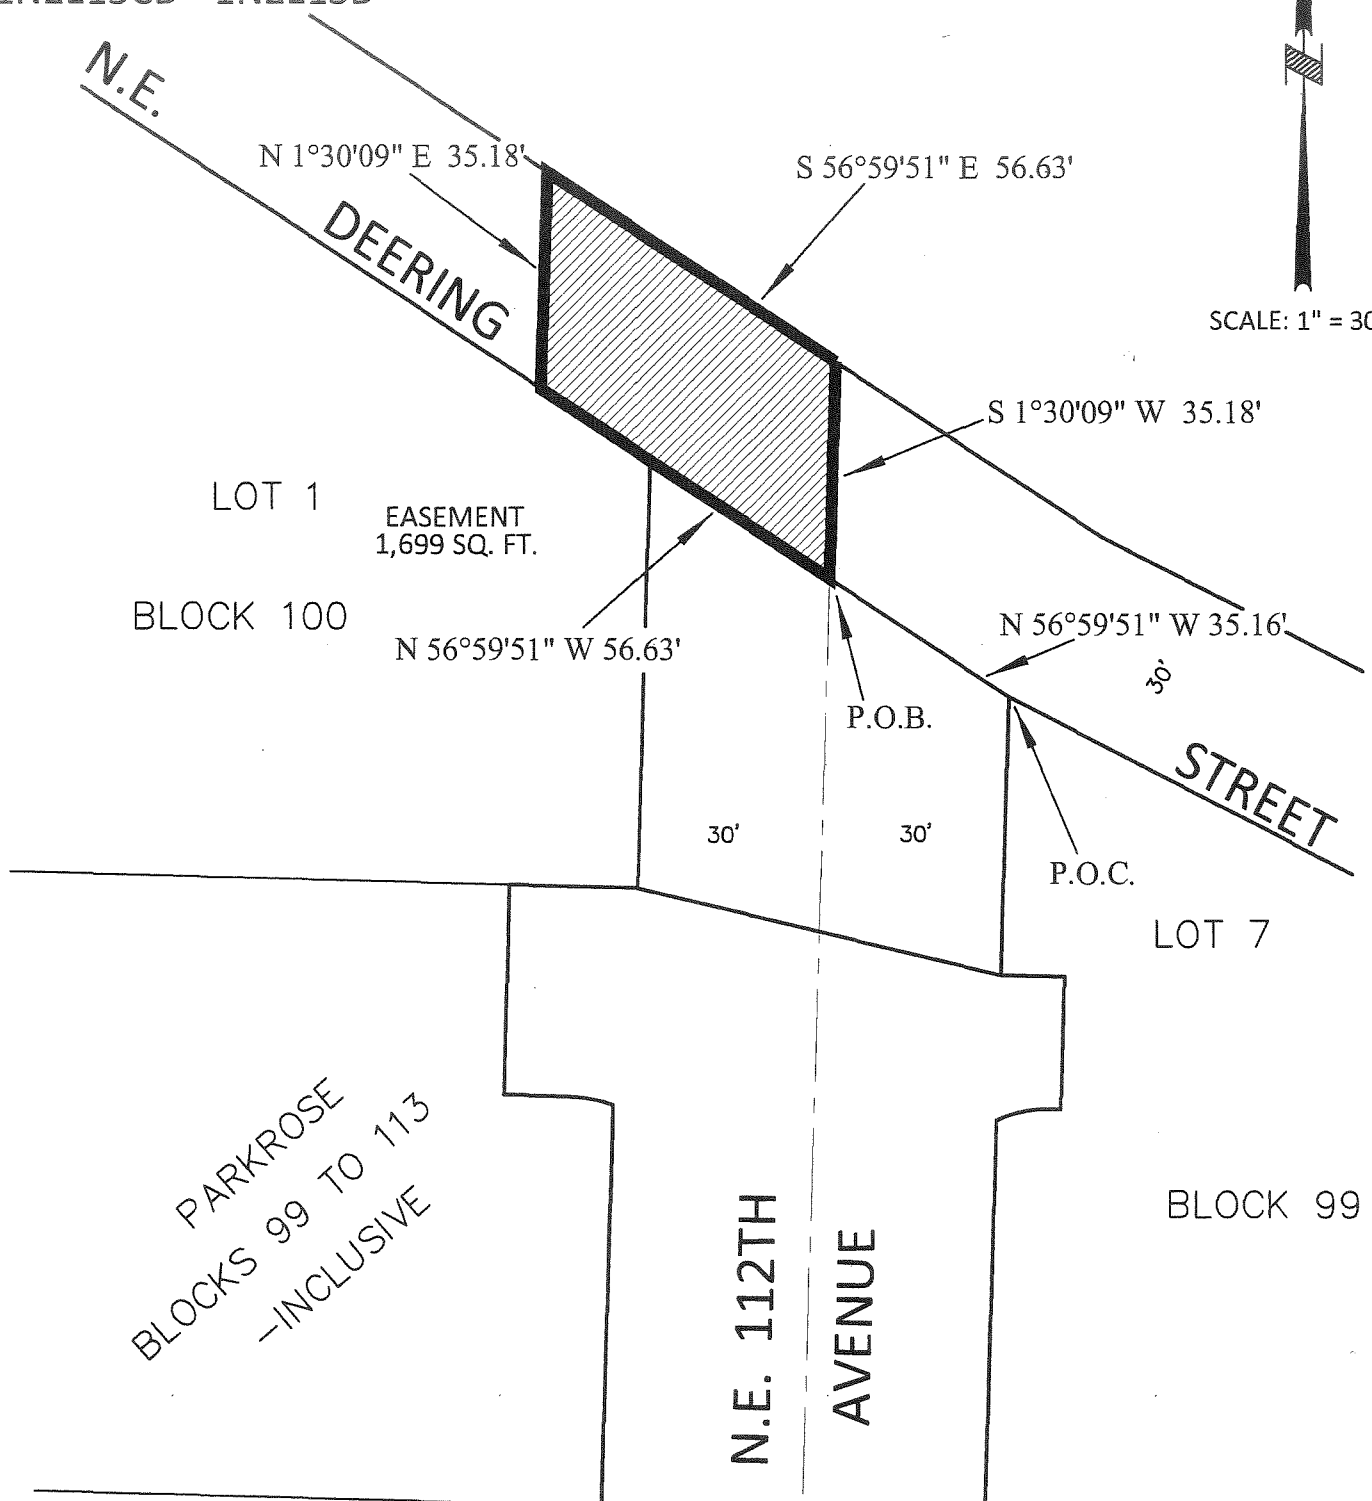 N.E.
N 1°30'09" E 35.18'
S 56°59'51" E 56.63'
DEERING
SCALE: 1" = 30
S 1°30'09" W 35.18'
LOT 1
EASEMENT
1,699 SQ. FT.
BLOCK 100
N 56°59'51" W 56.63'
N 56°59'51" W 35.16'
30'
P.O.B.
STREET
30'
30'
P.O.C.
LOT 7
PARKROSE
BLOCKS 99 TO 113
-INCLUSIVE
N.E. 112TH
AVENUE
BLOCK 99